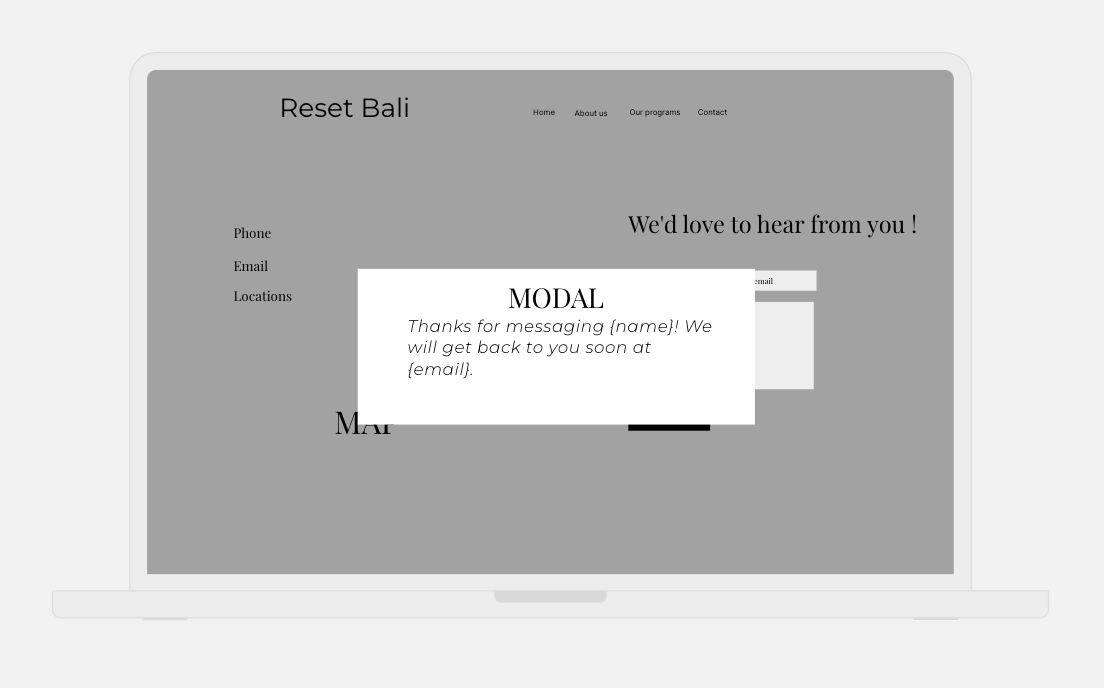 Reset Bali
Home About us Our programs Contact
We'd love to hear from you !
Phone
Email
Locations
email
MODAL
Thanks for messaging {name}! We
will get back to you soon at
{email}.
MAP